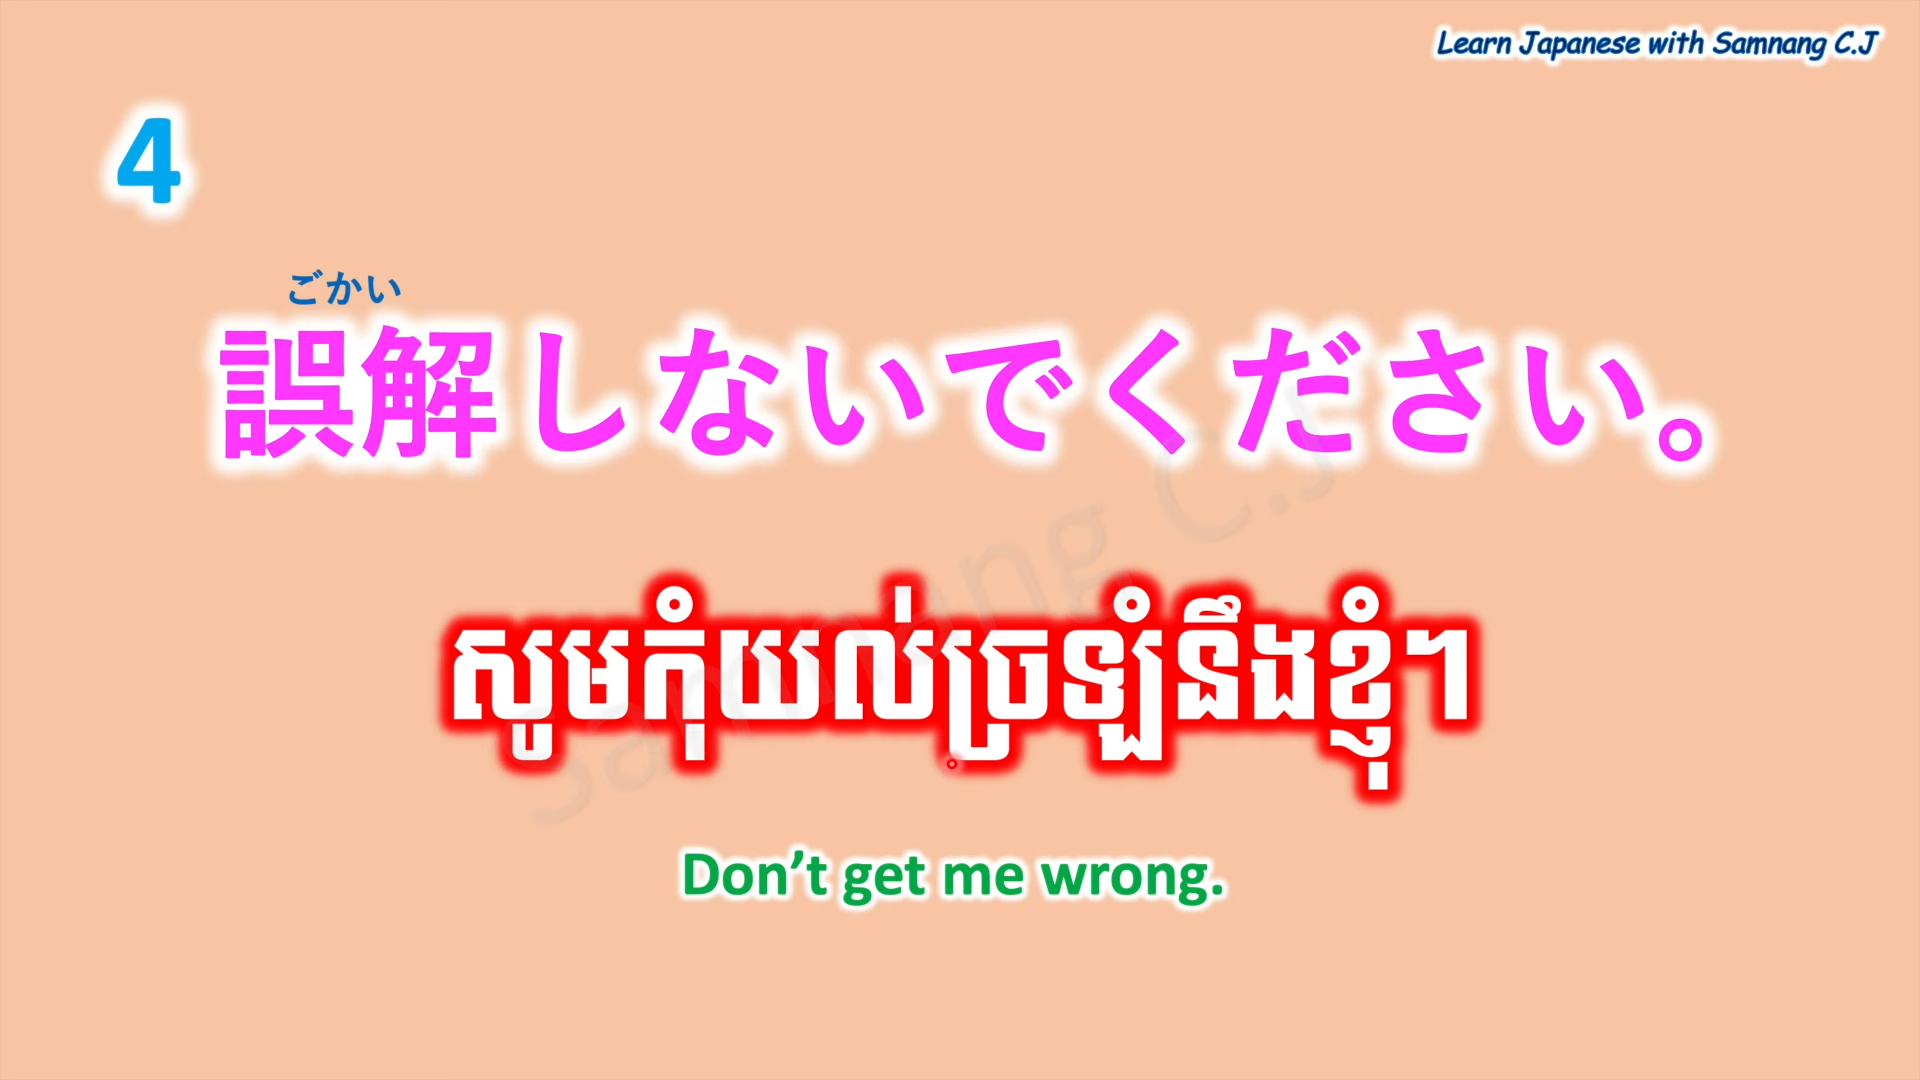 Learn Japanese with Samnang C.J
4
ごかい
誤解しないでください。
សូមកុំយល់ច្រឡំនឹងខ្ញុំ។
Don't get me wrong.
Samnang C.J